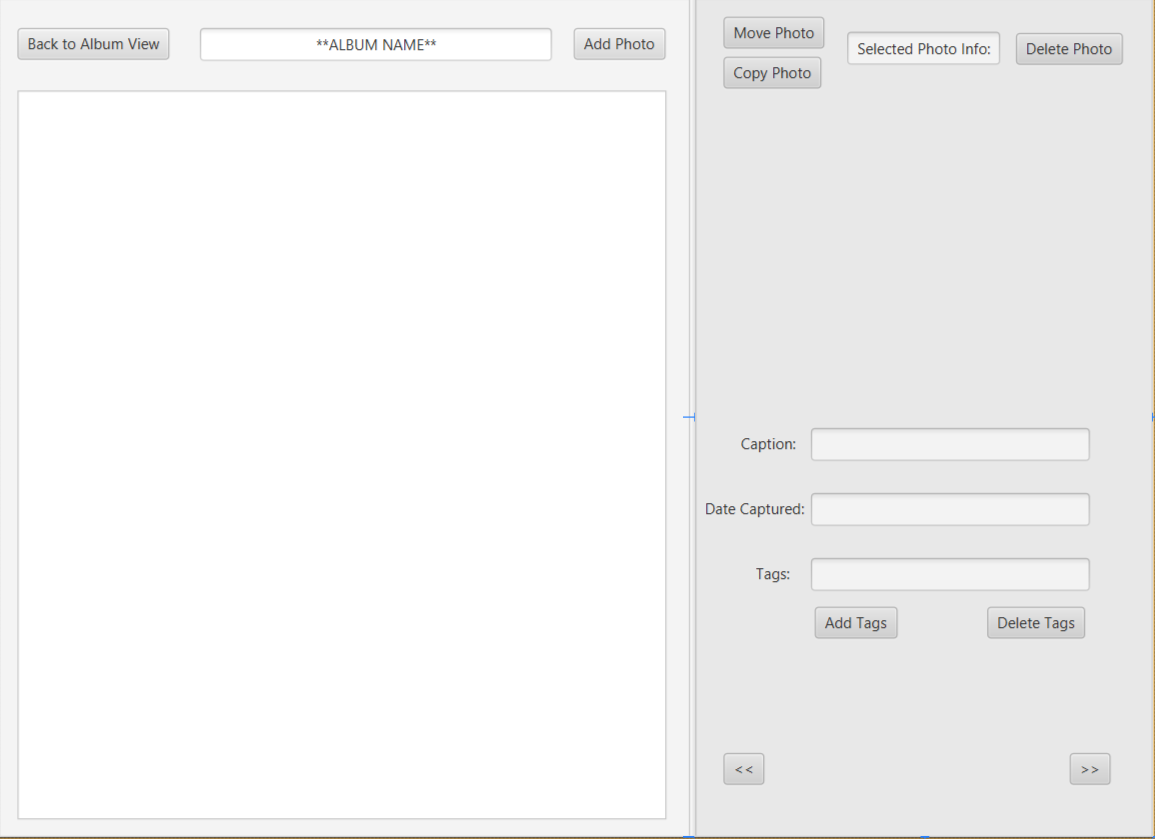 Back to Album View
**ALBUM NAME**
Add Photo
Move Photo
Copy Photo
Selected Photo Info:
Delete Photo
Caption:
Date Captured:
Tags:
Add Tags
Delete Tags
<<
>>